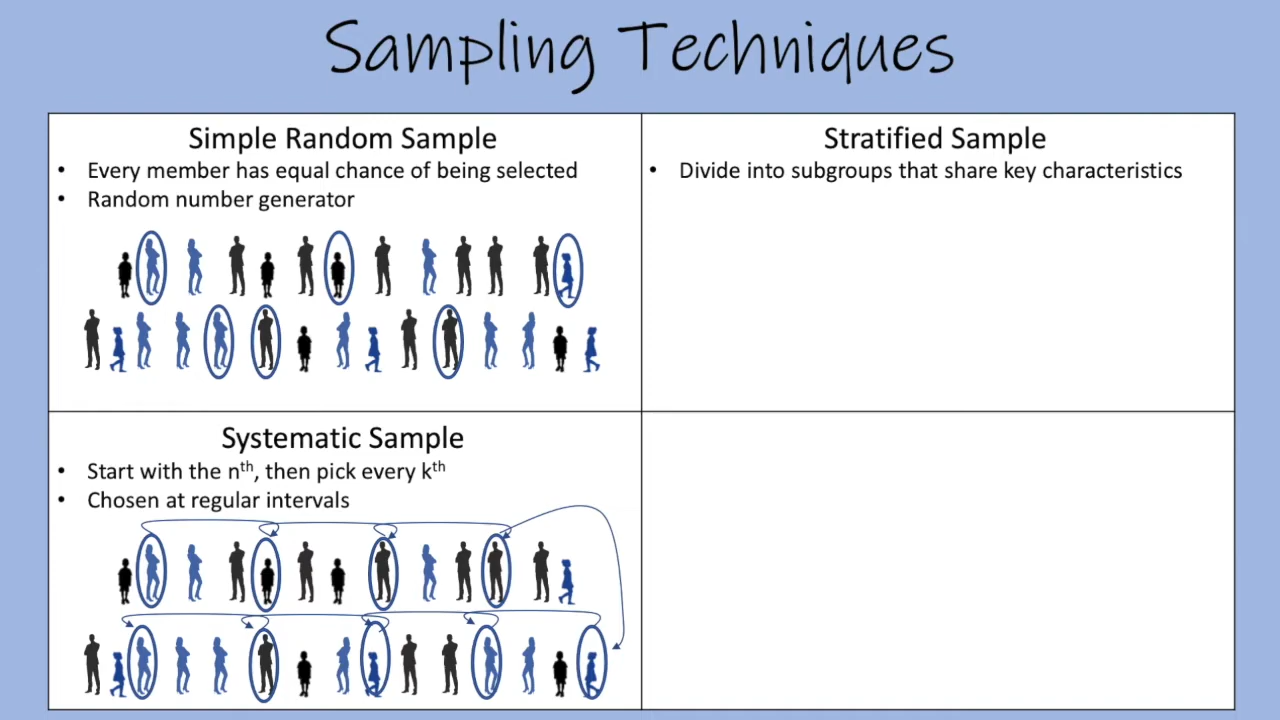 Sampling Techniques
Simple Random Sample
• Every member has equal chance of being selected
• Random number generator
Stratified Sample
• Divide into subgroups that share key characteristics
Systematic Sample
• Start with the nth, then pick every kth
• Chosen at regular intervals